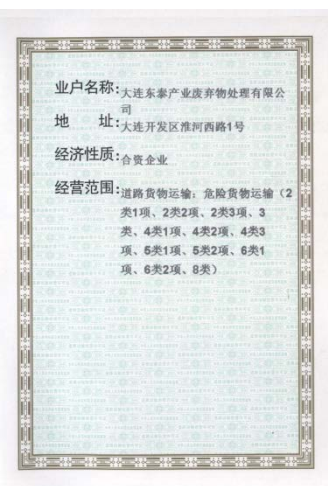 业户名称:大连东泰产业废弃物处理有限公
司
地 址:大连开发区淮河西路1号
经济性质:合资企业
经营范围:道路货物运输;危险货物运输(2
类1项、2类2项、2类3项、3
类、4类1项、4类2项、4类3
项、5类1项、5类2项、6类1
项、6类2项、8类)